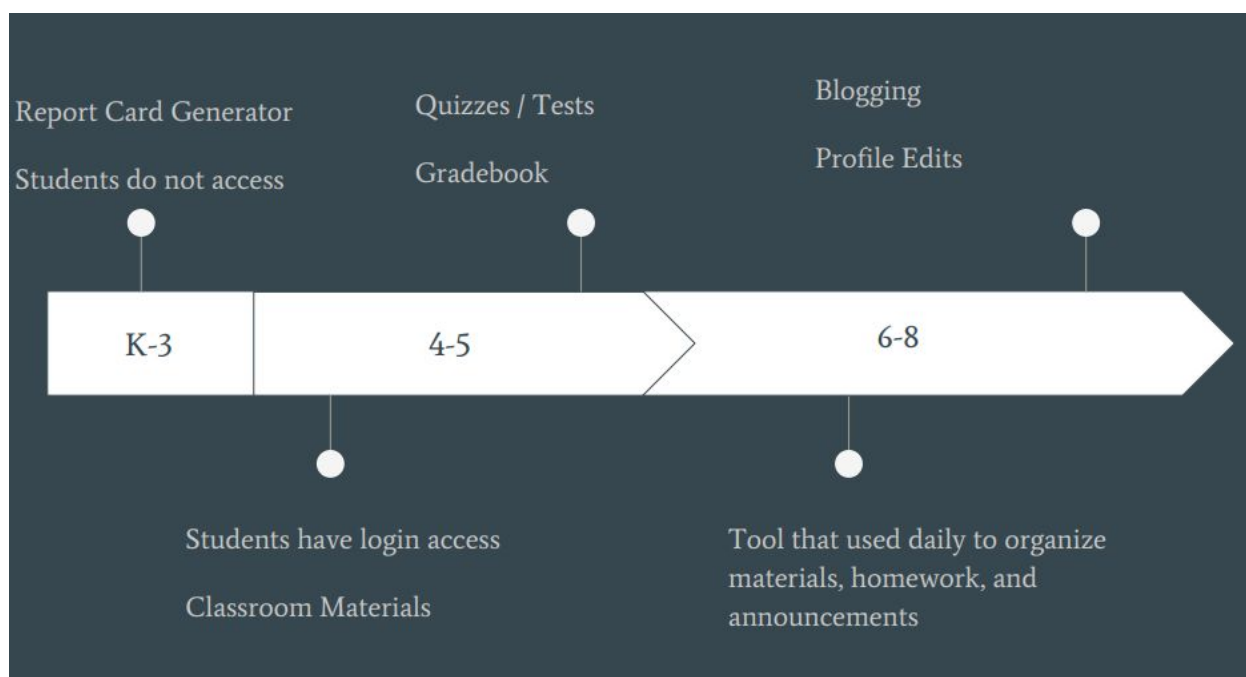 Report Card Generator
Students do not access
Quizzes / Tests
Gradebook
Blogging
Profile Edits
K-3
4-5
6-8
Students have login access
Classroom Materials
Tool that used daily to organize
materials, homework, and
announcements